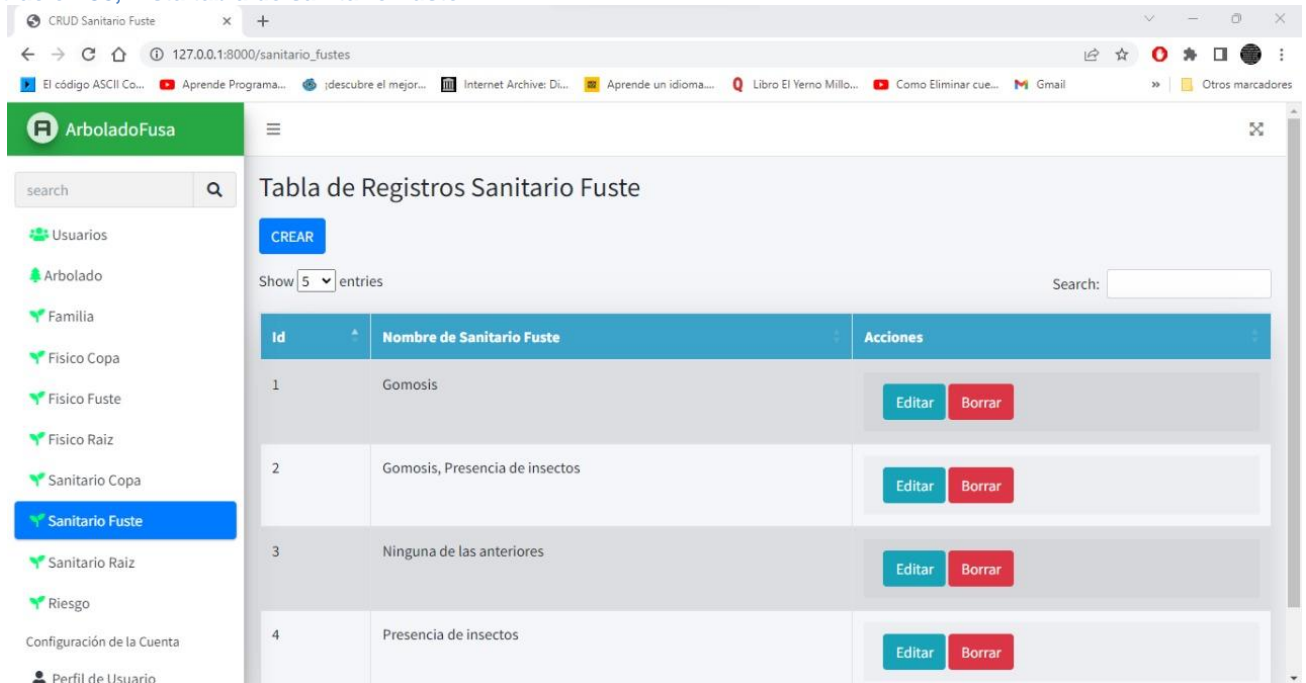 CRUD Sanitario Fuste
127.0.0.1:8000/sanitario_fustes
El código ASCII Co...
Aprende Programa...
¡descubre el mejor...
Internet Archive: Di...
Aprende un idioma....
Libro El Yerno Millo...
Como Eliminar cue...
Gmail
»
Otros marcadores
ArboladoFusa
search
Usuarios
Arbolado
Familia
Fisico Copa
Fisico Fuste
Fisico Raiz
Sanitario Copa
Sanitario Fuste
Sanitario Raiz
Riesgo
Configuración de la Cuenta
Perfil de Usuario
Tabla de Registros Sanitario Fuste
CREAR
Show 5 entries
Search:
Id Nombre de Sanitario Fuste Acciones
1 Gomosis Editar Borrar
2 Gomosis, Presencia de insectos Editar Borrar
3 Ninguna de las anteriores Editar Borrar
4 Presencia de insectos Editar Borrar